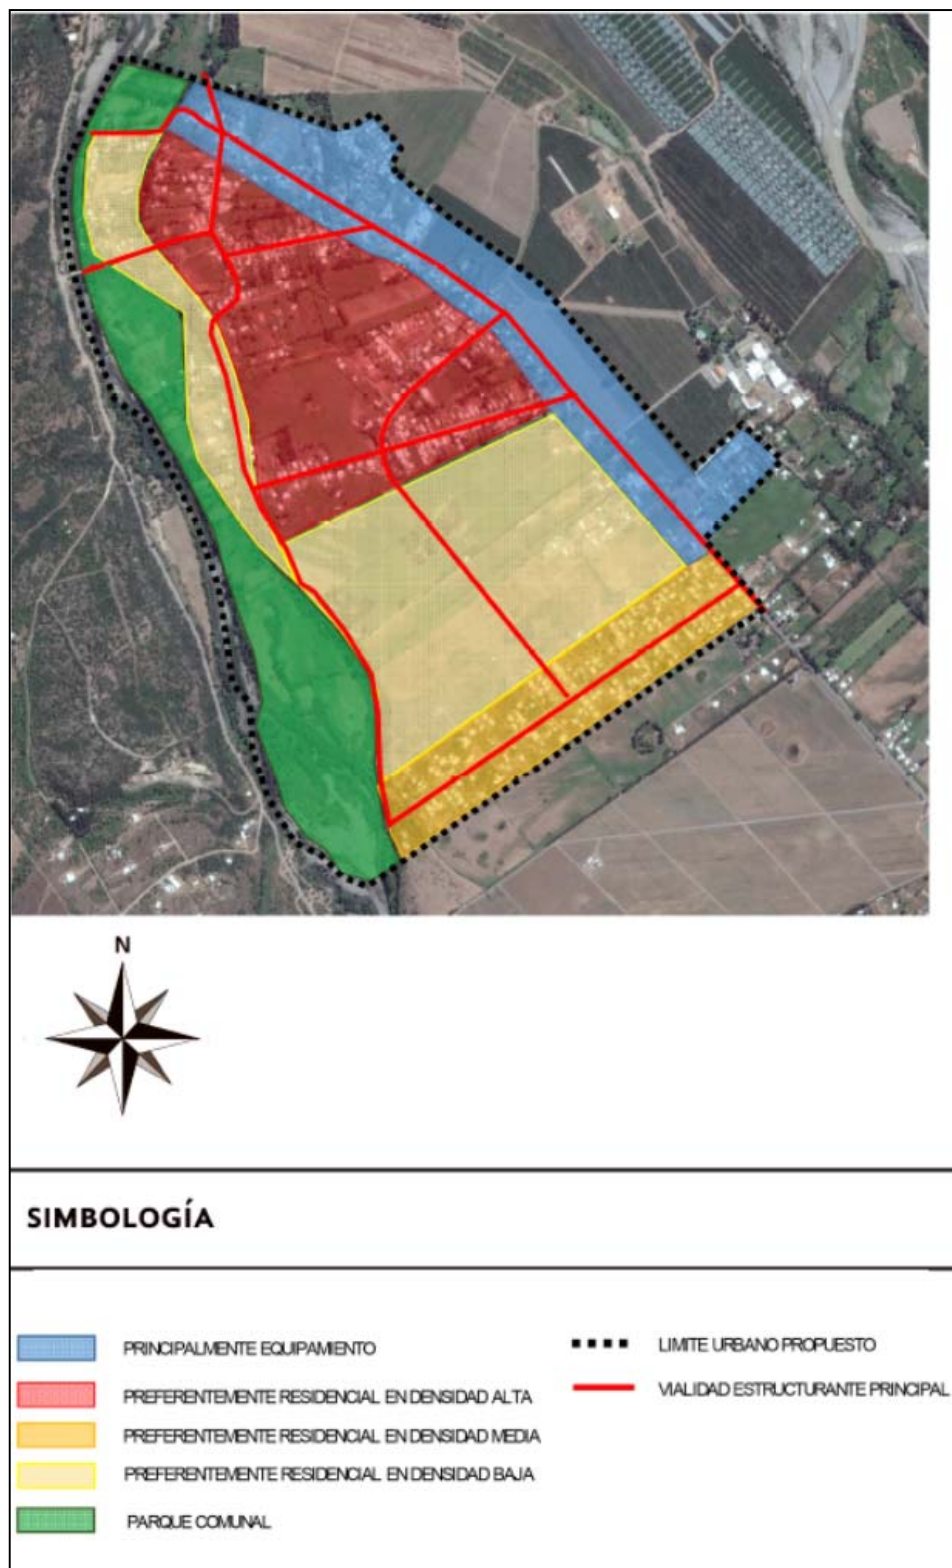 N
SIMBOLOGÍA
PRINCIPALMENTE EQUIPAMIENTO
PREFERENTEMENTE RESIDENCIAL EN DENSIDAD ALTA
PREFERENTEMENTE RESIDENCIAL EN DENSIDAD MEDIA
PREFERENTEMENTE RESIDENCIAL EN DENSIDAD BAJA
PARQUE COMUNAL
LIMITE URBANO PROPUESTO
VIALIDAD ESTRUCTURANTE PRINCIPAL